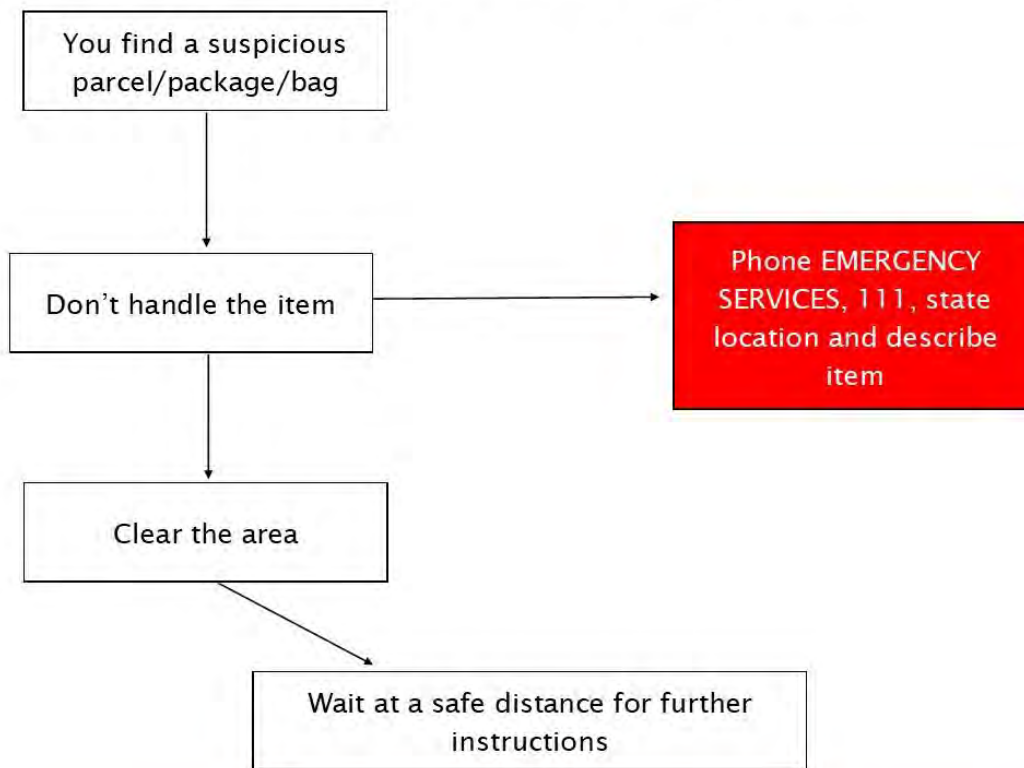 You find a suspicious
parcel/package/bag
Don't handle the item
Phone EMERGENCY
SERVICES, 111, state
location and describe
item
Clear the area
Wait at a safe distance for further
instructions